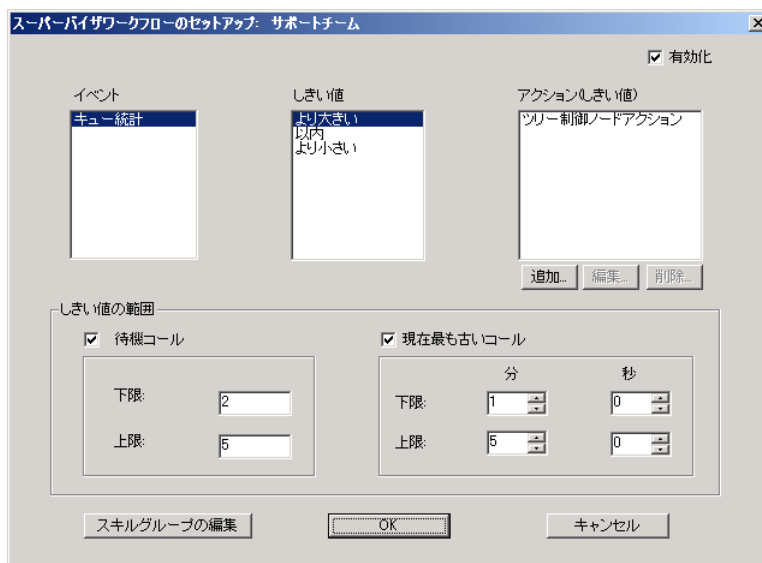 スーパーバイザワークフローのセットアップ: サポートチーム
有効化
イベント
しきい値
アクション(しきい値)
キュー統計
より大きい
以内
より小さい
ツリー制御ノードアクション
追加...
編集...
削除...
しきい値の範囲
待機コール
現在最も古いコール
分
秒
下限:
2
下限:
1
0
上限:
5
上限:
5
0
スキルグループの編集
OK
キャンセル